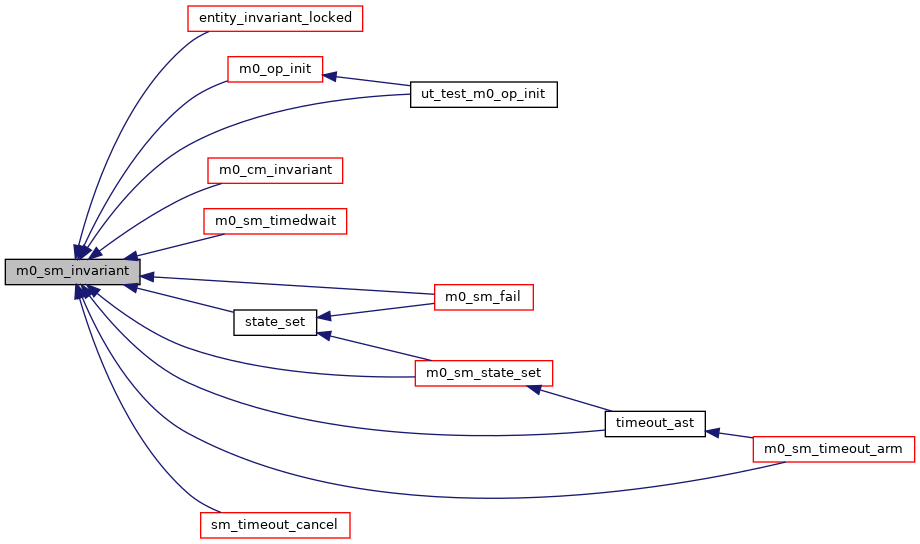 entity_invariant_locked
m0_op_init
ut_test_m0_op_init
m0_cm_invariant
m0_sm_timedwait
m0_sm_invariant
m0_sm_fail
state_set
m0_sm_state_set
timeout_ast
m0_sm_timeout_arm
sm_timeout_cancel